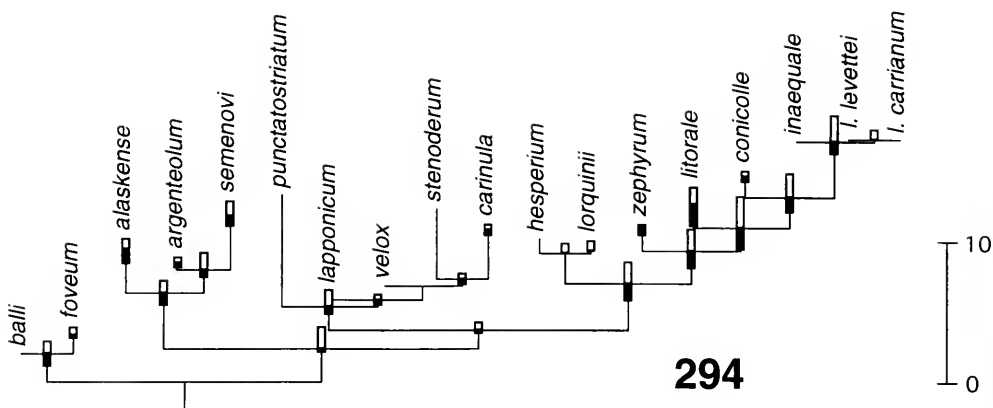 balli
foveum
alaskense
argenteolum
semenovi
punctatostriatum
lapponicum
velox
stenoderum
carinula
hesperium
lorquinii
zephyrum
litorale
conicolle
inaequale
l. levettei
l. carrianum
10
0
294